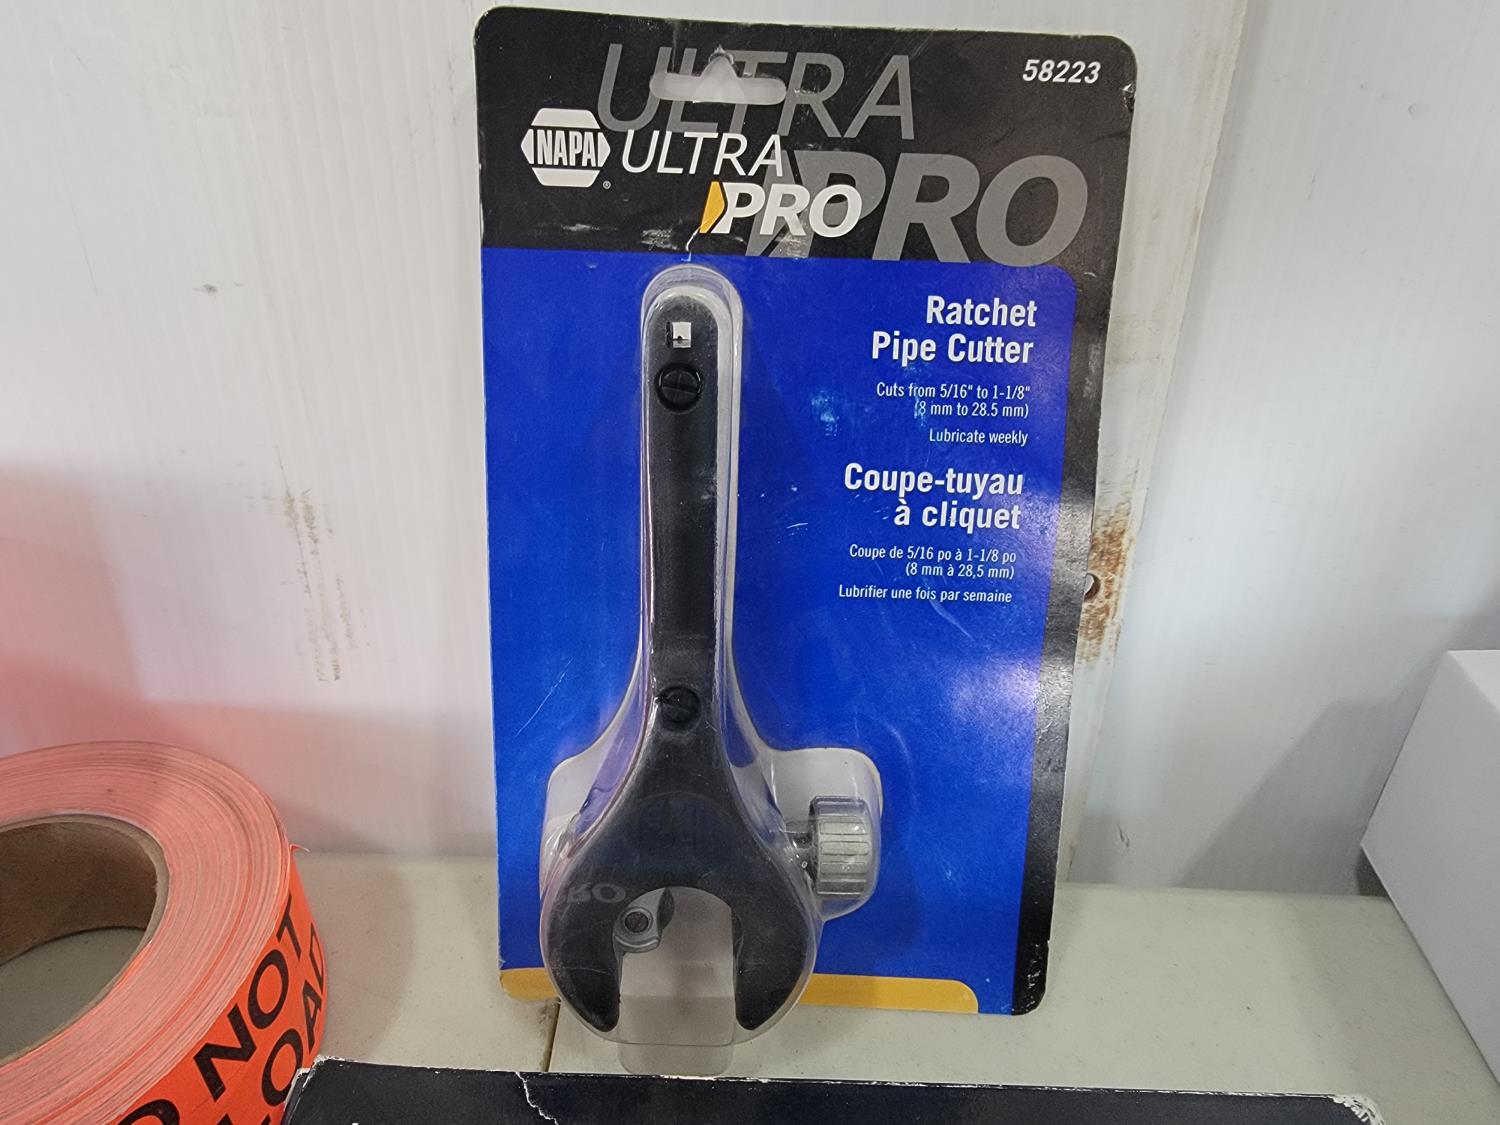 ULTRA
PRO
58223
NAPA
®
ULTRA
PRO
Ratchet
Pipe Cutter
Cuts from 5/16" to 1-1/8"
(8 mm to 28.5 mm)
Lubricate weekly
Coupe-tuyau
à cliquet
Coupe de 5/16 po à 1-1/8 po
(8 mm à 28,5 mm)
Lubrifier une fois par semaine
PRO
NOT